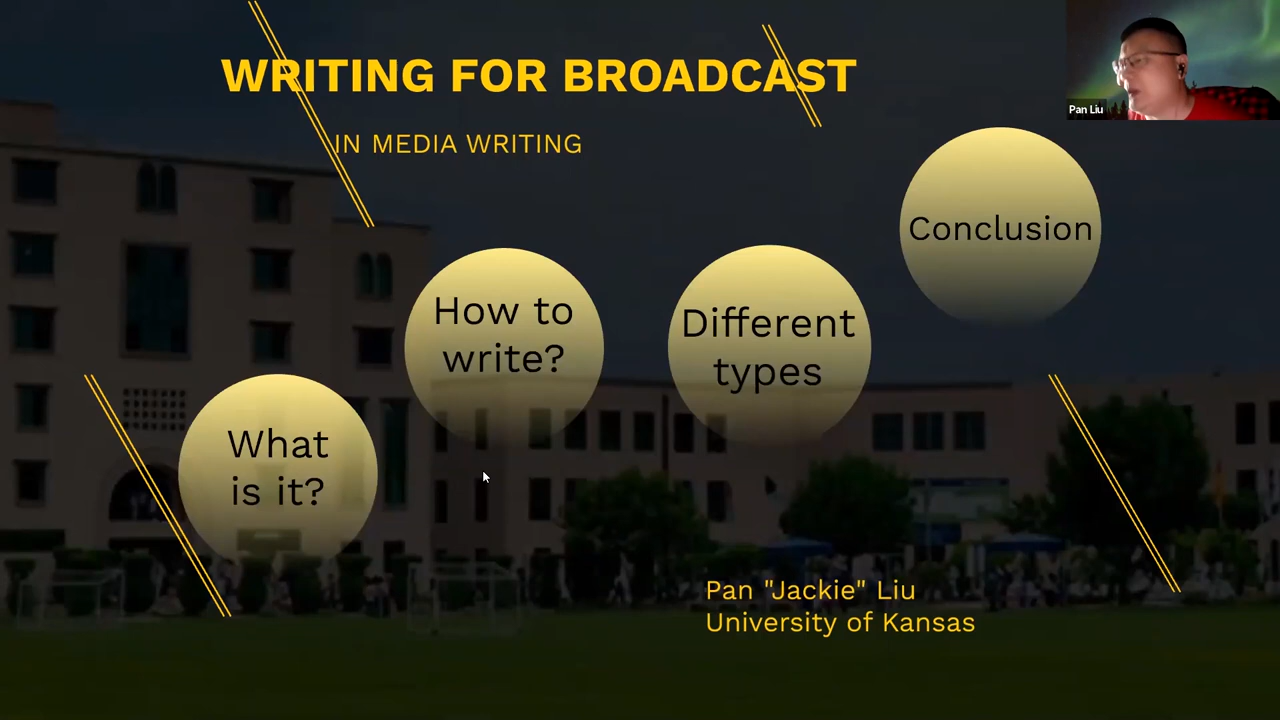 WRITING FOR BROADCAST
IN MEDIA WRITING
Pan Liu
Conclusion
How to
write?
Different
types
What
is it?
Pan "Jackie" Liu
University of Kansas